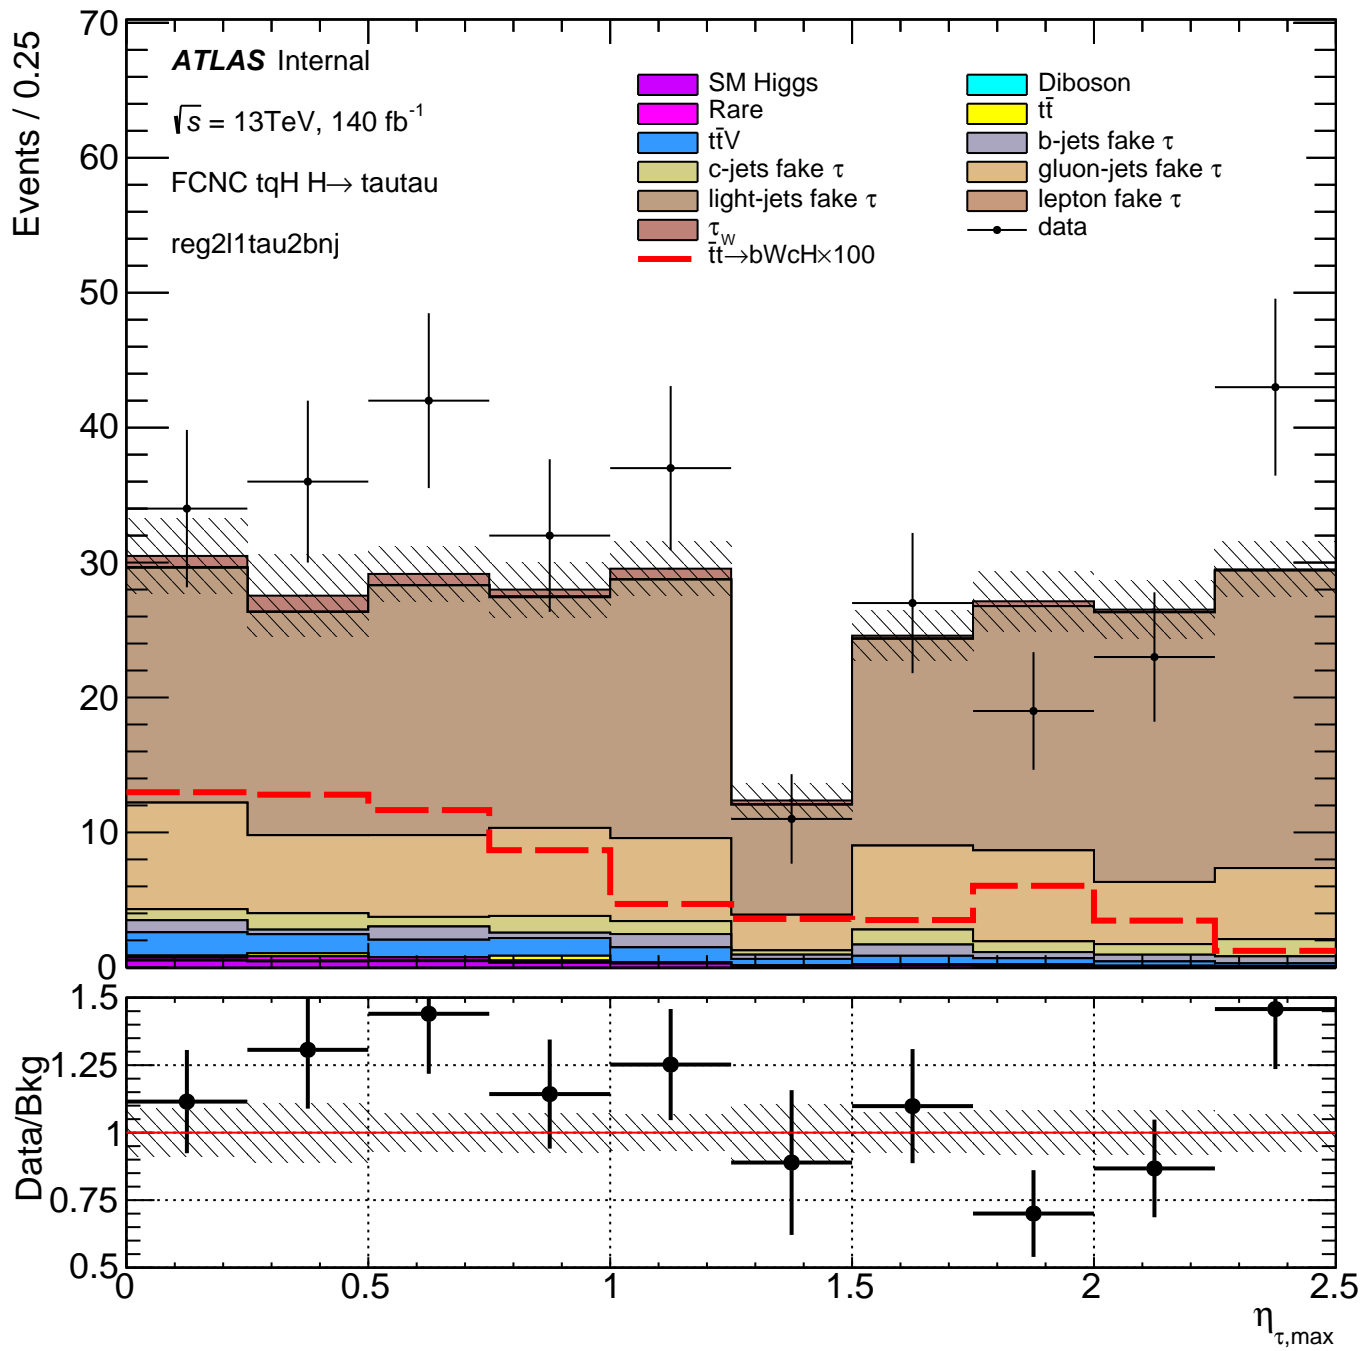 Events / 0.25
70
60
50
40
30
20
10
0
ATLAS Internal
√s = 13TeV, 140 fb⁻¹
FCNC tqH H→ tautau
reg2l1tau2bnj
SM Higgs
Rare
tt̄V
c-jets fake τ
light-jets fake τ
τ_W
t̄t→bWcH×100
Diboson
tt̄
b-jets fake τ
gluon-jets fake τ
lepton fake τ
data
Data/Bkg
1.5
1.25
1
0.75
0.5
0 0.5 1 1.5 2 2.5
η_τ,max